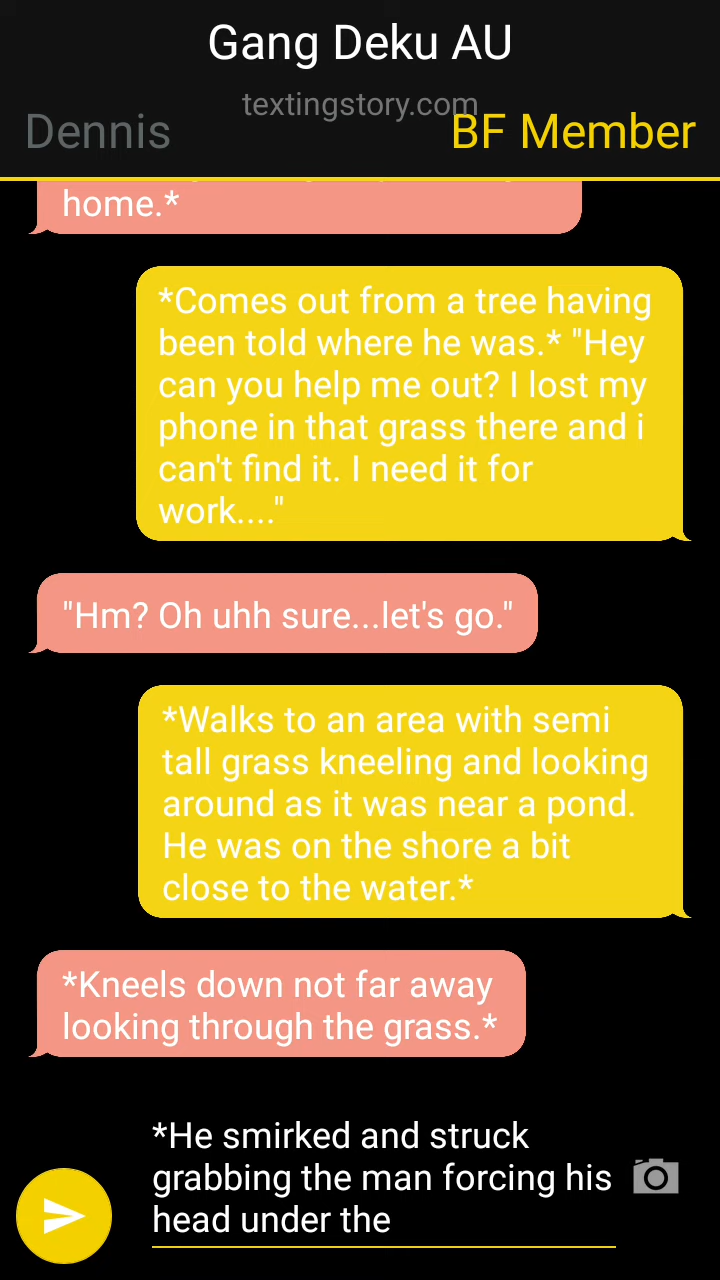 Gang Deku AU
textingstory.com
Dennis
BF Member
home.*
*Comes out from a tree having
been told where he was.* "Hey
can you help me out? I lost my
phone in that grass there and i
can't find it. I need it for
work...."
"Hm? Oh uhh sure...let's go."
*Walks to an area with semi
tall grass kneeling and looking
around as it was near a pond.
He was on the shore a bit
close to the water.*
*Kneels down not far away
looking through the grass.*
*He smirked and struck
grabbing the man forcing his
head under the